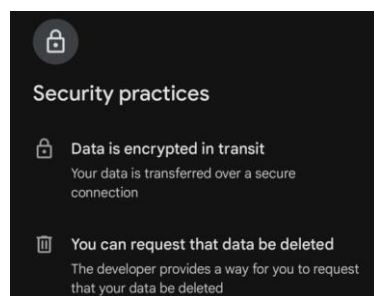 Security practices
Data is encrypted in transit
Your data is transferred over a secure
connection
You can request that data be deleted
The developer provides a way for you to request
that your data be deleted